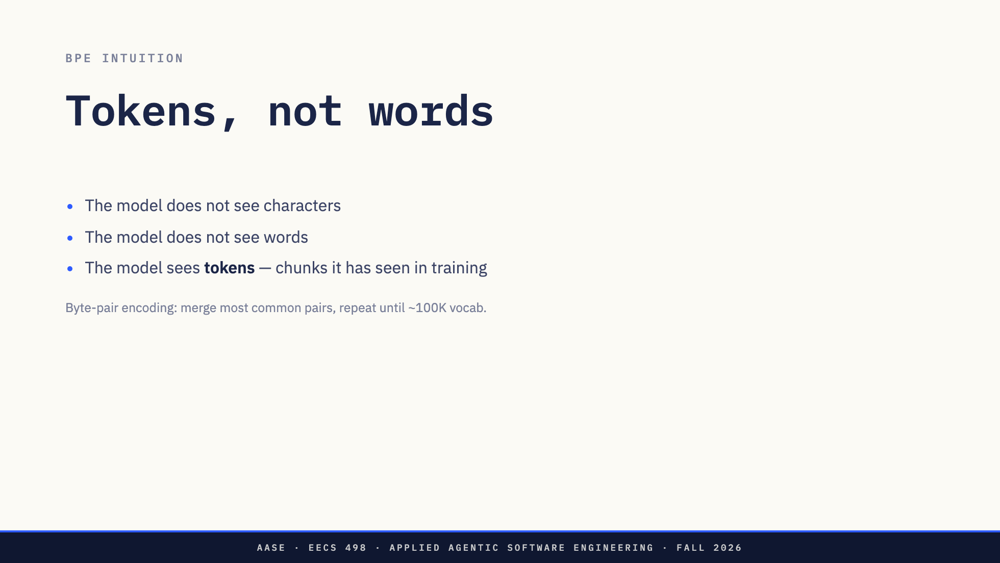 BPE INTUITION
Tokens, not words
• The model does not see characters
• The model does not see words
• The model sees tokens — chunks it has seen in training
Byte-pair encoding: merge most common pairs, repeat until ~100K vocab.
AASE · EECS 498 · APPLIED AGENTIC SOFTWARE ENGINEERING · FALL 2026